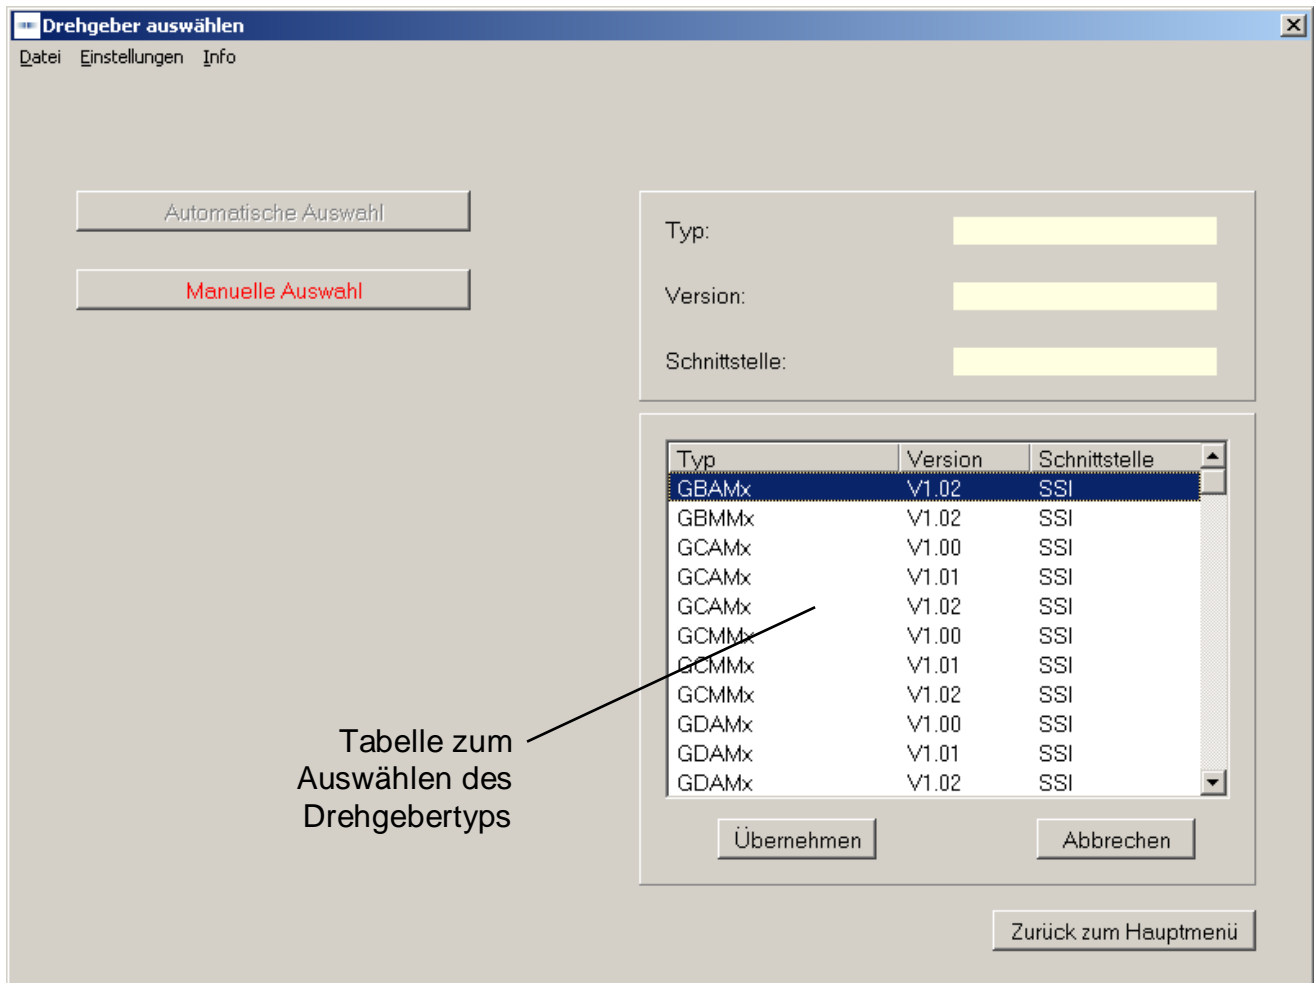 Drehgeber auswählen
Datei Einstellungen Info
Automatische Auswahl
Manuelle Auswahl
Typ:
Version:
Schnittstelle:
Typ Version Schnittstelle
GBAMx V1.02 SSI
GBMMx V1.02 SSI
GCAMx V1.00 SSI
GCAMx V1.01 SSI
GCAMx V1.02 SSI
GCMMx V1.00 SSI
GCMMx V1.01 SSI
GCMMx V1.02 SSI
GDAMx V1.00 SSI
GDAMx V1.01 SSI
GDAMx V1.02 SSI
Tabelle zum
Auswählen des
Drehgebertyps
Übernehmen Abbrechen
Zurück zum Hauptmenü